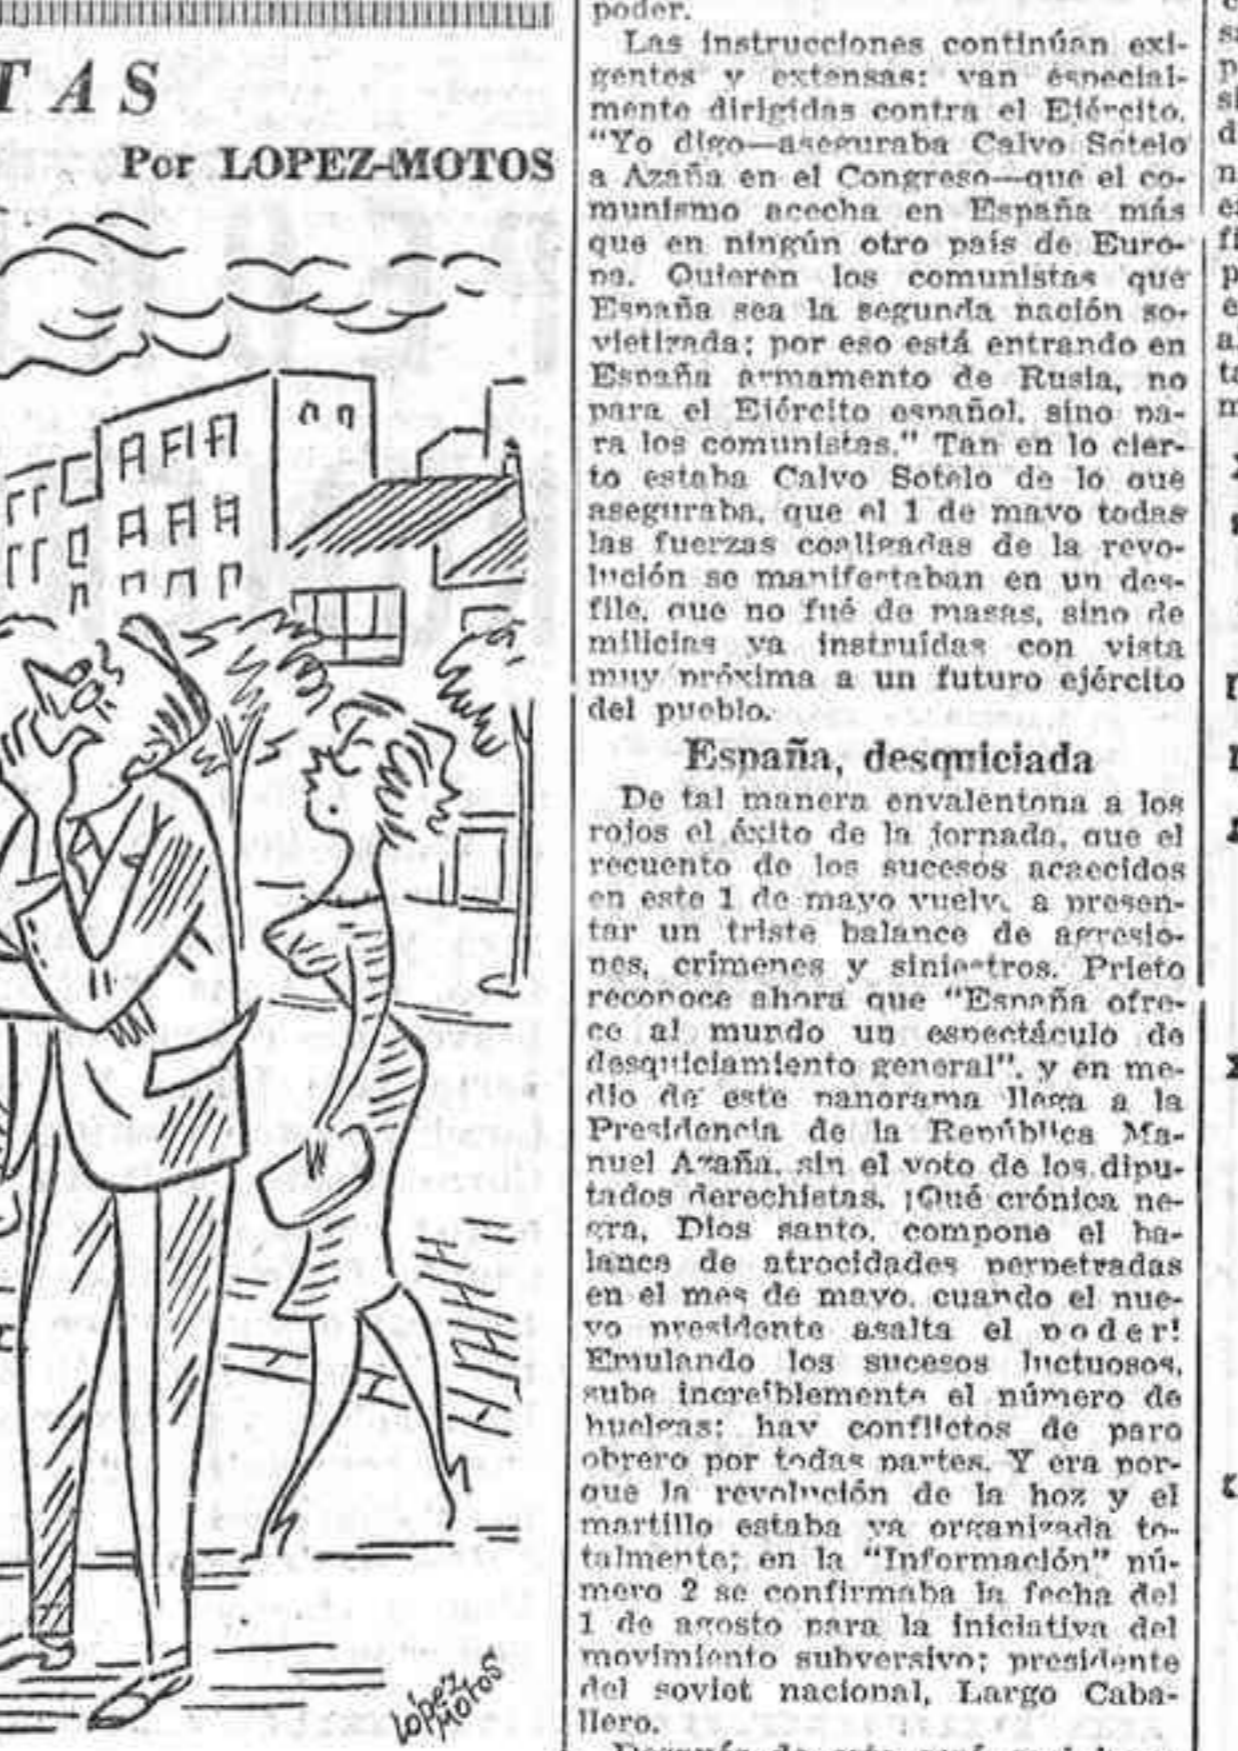 TAS
Por LOPEZ-MOTOS
López
Motos
poder.
Las instrucciones continúan exi-
gentes y extensas: van especial-
mente dirigidas contra el Ejército.
"Yo digo—aseguraba Calvo Sotelo
a Azaña en el Congreso—que el co-
munismo acecha en España más
que en ningún otro país de Euro-
pa. Quieren los comunistas que
España sea la segunda nación so-
vietizada; por eso está entrando en
España armamento de Rusia, no
para el Ejército español, sino pa-
ra los comunistas." Tan en lo cier-
to estaba Calvo Sotelo de lo que
aseguraba, que el 1 de mayo todas
las fuerzas coaligadas de la revo-
lución se manifestaban en un des-
file, que no fué de masas, sino de
milicias ya instruídas con vista
muy próxima a un futuro ejército
del pueblo.
España, desquiciada
De tal manera envalentona a los
rojos el éxito de la jornada, que el
recuento de los sucesos acaecidos
en este 1 de mayo vuelve a presen-
tar un triste balance de agresio-
nes, crímenes y siniestros. Prieto
reconoce ahora que "España ofre-
ce al mundo un espectáculo de
desquiciamiento general", y en me-
dio de este panorama llega a la
Presidencia de la República Ma-
nuel Azaña, sin el voto de los dipu-
tados derechistas. ¡Qué crónica ne-
gra, Dios santo, compone el ba-
lance de atrocidades perpetradas
en el mes de mayo, cuando el nue-
vo presidente asalta el poder!
Emulando los sucesos luctuosos,
sube increíblemente el número de
huelgas; hay conflictos de paro
obrero por todas partes. Y era por-
que la revolución de la hoz y el
martillo estaba ya organizada to-
talmente; en la "Información" nú-
mero 2 se confirmaba la fecha del
1 de agosto para la iniciativa del
movimiento subversivo; presidente
del soviet nacional, Largo Caba-
llero.